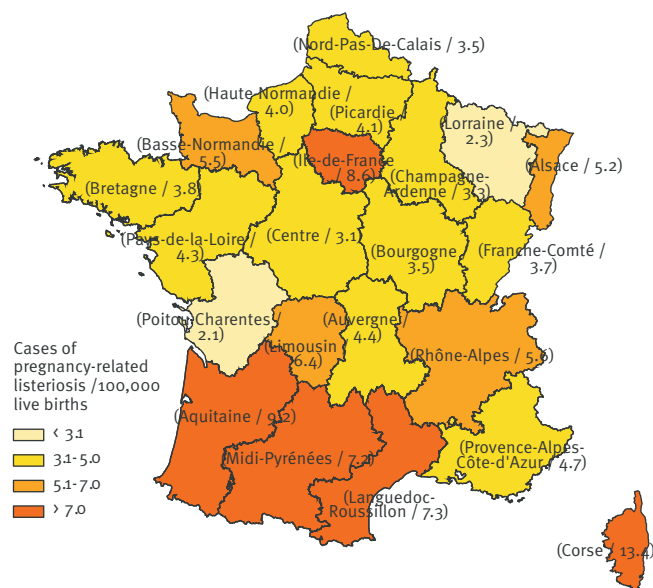 (Nord-Pas-De-Calais / 3.5)
(Haute-Normandie /
4.0)
(Picardie /
4.1)
(Lorraine /
2.3)
(Basse-Normandie /
5.5)
(Ile-de-France
/ 8.6)
(Alsace / 5.2)
(Champagne-
Ardenne / 3.3)
(Bretagne / 3.8)
(Pays-de-la-Loire /
4.3)
(Centre / 3.1)
(Bourgogne /
3.5)
(Franche-Comté /
3.7)
(Poitou-Charentes /
2.1)
(Limousin /
6.4)
(Auvergne /
4.4)
(Rhône-Alpes / 5.6)
Cases of
pregnancy-related
listeriosis /100,000
live births
< 3.1
3.1-5.0
5.1-7.0
> 7.0
(Aquitaine / 9.2)
(Midi-Pyrénées / 7.2)
(Provence-Alpes-
Côte-d'Azur / 4.7)
(Languedoc-
Roussillon / 7.3)
(Corse / 13.4)